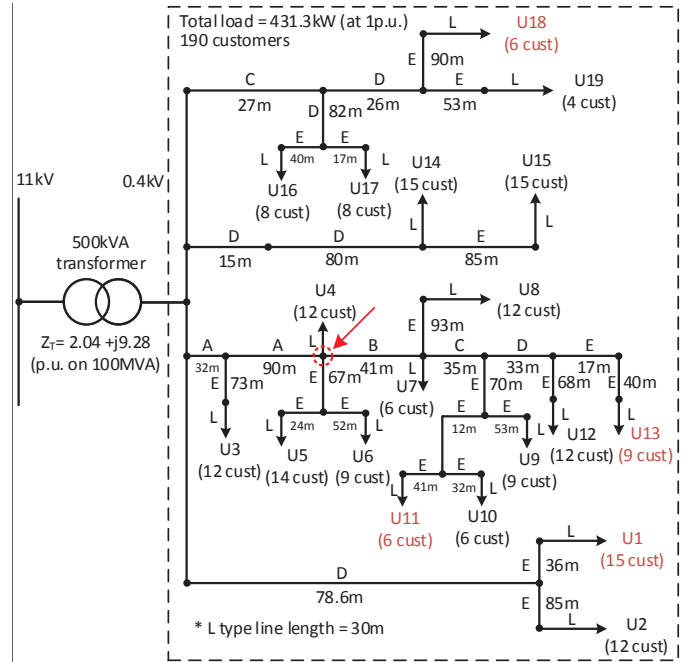 Total load = 431.3kW (at 1p.u.)
190 customers
L
U18
(6 cust)
E
90m
C
D
E
L
U19
(4 cust)
27m
26m
53m
D
82m
E
E
40m
17m
L
L
U16
(8 cust)
U17
(8 cust)
U14
(15 cust)
U15
(15 cust)
L
L
11kV
0.4kV
500kVA
transformer
Z_T= 2.04 +j9.28
(p.u. on 100MVA)
D
D
E
15m
80m
85m
U4
(12 cust)
L
L
U8
(12 cust)
E
93m
A
A
B
C
D
E
32m
90m
41m
35m
33m
17m
E
73m
E
67m
L
U7
(6 cust)
E
70m
E
68m
E
40m
L
U3
(12 cust)
E
E
24m
52m
L
L
U5
(14 cust)
U6
(9 cust)
E
E
12m
53m
L
U9
(9 cust)
L
U12
(12 cust)
L
U13
(9 cust)
E
E
41m
32m
L
L
U11
(6 cust)
U10
(6 cust)
D
78.6m
L
U1
(15 cust)
E
36m
E
85m
L
U2
(12 cust)
* L type line length = 30m